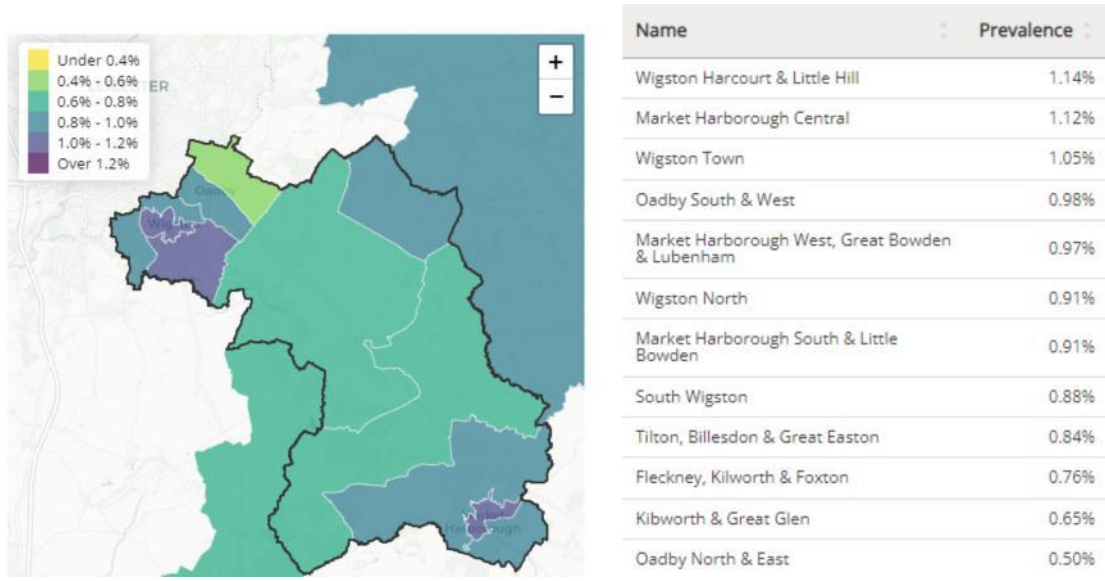 Under 0.4%
0.4% - 0.6%
0.6% - 0.8%
0.8% - 1.0%
1.0% - 1.2%
Over 1.2%
ER
+
−
Oadby
Harborough
Name Prevalence
Wigston Harcourt & Little Hill 1.14%
Market Harborough Central 1.12%
Wigston Town 1.05%
Oadby South & West 0.98%
Market Harborough West, Great Bowden
& Lubenham 0.97%
Wigston North 0.91%
Market Harborough South & Little
Bowden 0.91%
South Wigston 0.88%
Tilton, Billesdon & Great Easton 0.84%
Fleckney, Kilworth & Foxton 0.76%
Kibworth & Great Glen 0.65%
Oadby North & East 0.50%